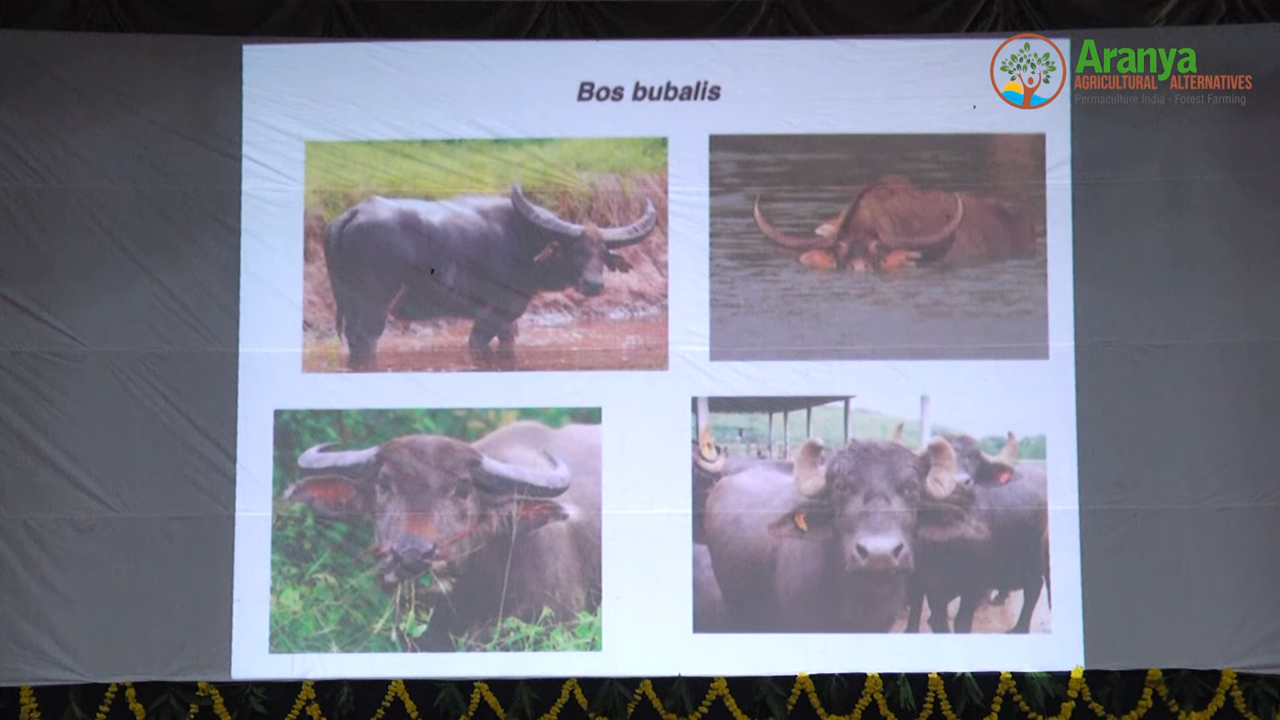 Bos bubalis
Aranya
AGRICULTURAL ALTERNATIVES
Permaculture India - Forest Farming